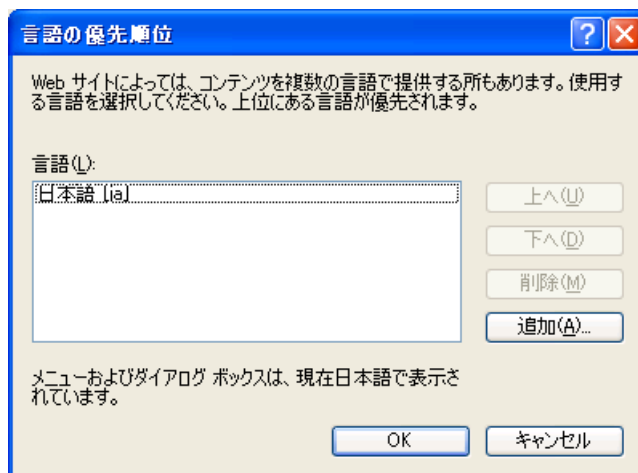 言語の優先順位
Web サイトによっては、コンテンツを複数の言語で提供する所もあります。使用す
る言語を選択してください。上位にある言語が優先されます。
言語(L):
日本語 [ja]
上へ(U)
下へ(D)
削除(M)
追加(A)...
メニューおよびダイアログ ボックスは、現在日本語で表示さ
れています。
OK
キャンセル